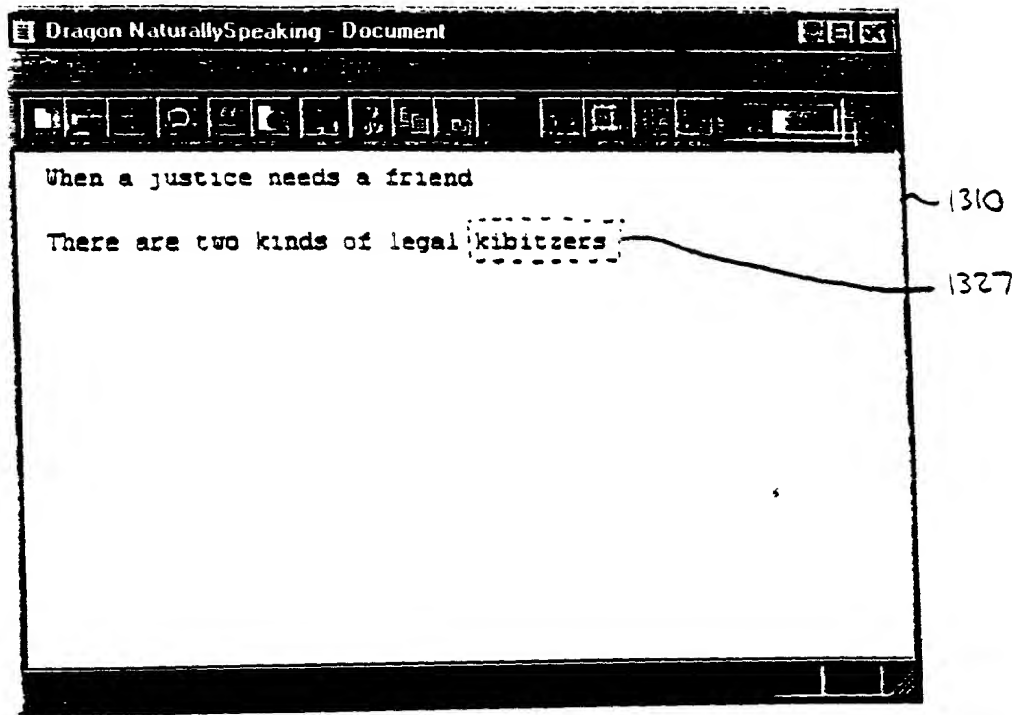 Dragon NaturallySpeaking - Document
When a justice needs a friend
1310
There are two kinds of legal kibitzers
1327